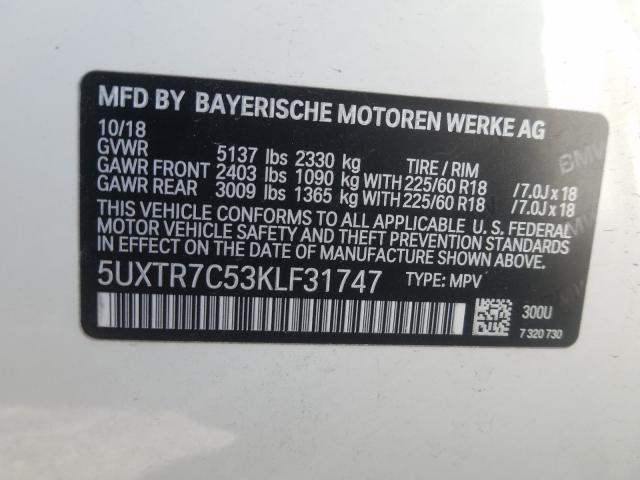 MFD BY BAYERISCHE MOTOREN WERKE AG
10/18
GVWR 5137 lbs 2330 kg TIRE / RIM
GAWR FRONT 2403 lbs 1090 kg WITH 225/60 R18 /7.0J x 18
GAWR REAR 3009 lbs 1365 kg WITH 225/60 R18 /7.0J x 18
THIS VEHICLE CONFORMS TO ALL APPLICABLE U. S. FEDERAL
MOTOR VEHICLE SAFETY AND THEFT PREVENTION STANDARDS
IN EFFECT ON THE DATE OF MANUFACTURE SHOWN ABOVE.
5UXTR7C53KLF31747 TYPE: MPV
300U
7 320 730
BMW